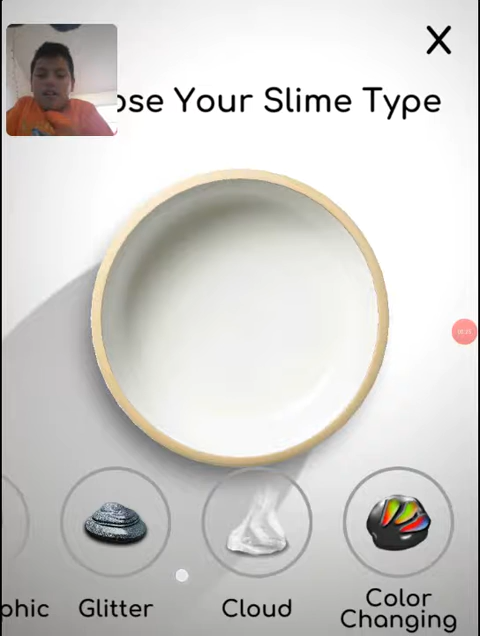 ose Your Slime Type
phic
Glitter
Cloud
Color
Changing